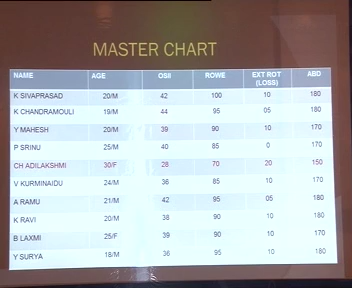 MASTER CHART
NAME AGE OSII ROWE EXT ROT (LOSS) ABD
K SIVAPRASAD 20/M 42 100 10 180
K CHANDRAMOULI 19/M 44 95 05 180
Y MAHESH 20/M 39 90 10 170
P SRINU 25/M 40 85 0 170
CH ADILAKSHMI 30/F 28 70 20 150
V KURMINAIDU 24/M 36 85 10 170
A RAMU 21/M 42 95 05 180
K RAVI 20/M 38 90 10 180
B LAXMI 25/F 39 90 10 170
Y SURYA 18/M 36 95 10 180